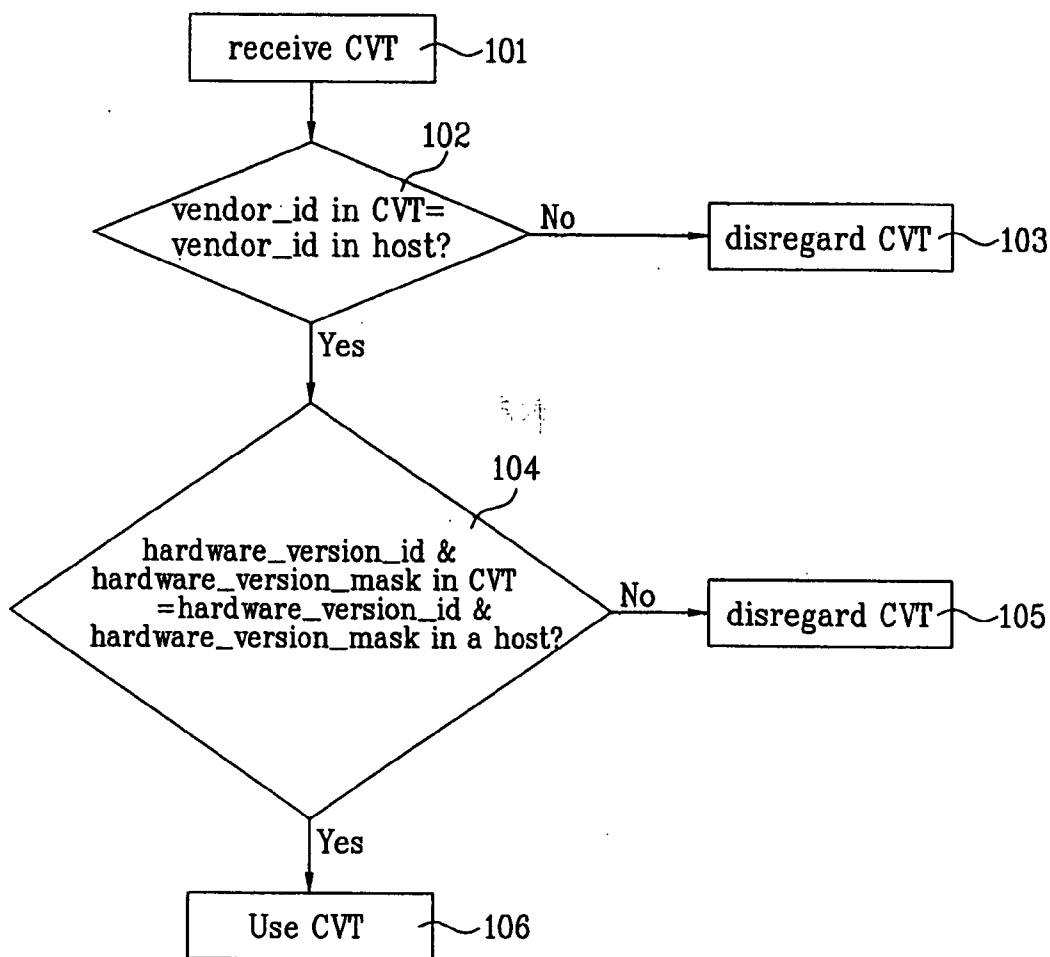 receive CVT
101
102
vendor_id in CVT=
vendor_id in host?
No
disregard CVT
103
Yes
104
hardware_version_id &
hardware_version_mask in CVT
=hardware_version_id &
hardware_version_mask in a host?
No
disregard CVT
105
Yes
Use CVT
106